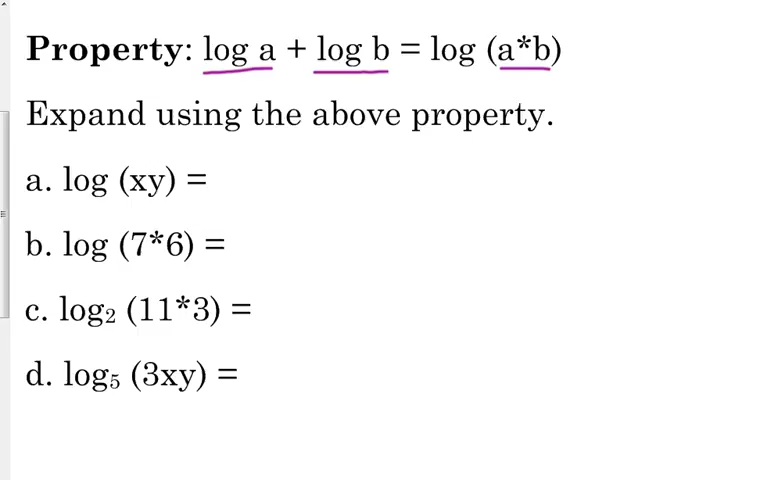 Property: log a + log b = log (a*b)
Expand using the above property.
a. log (xy) =
b. log (7*6) =
c. log₂ (11*3) =
d. log₅ (3xy) =